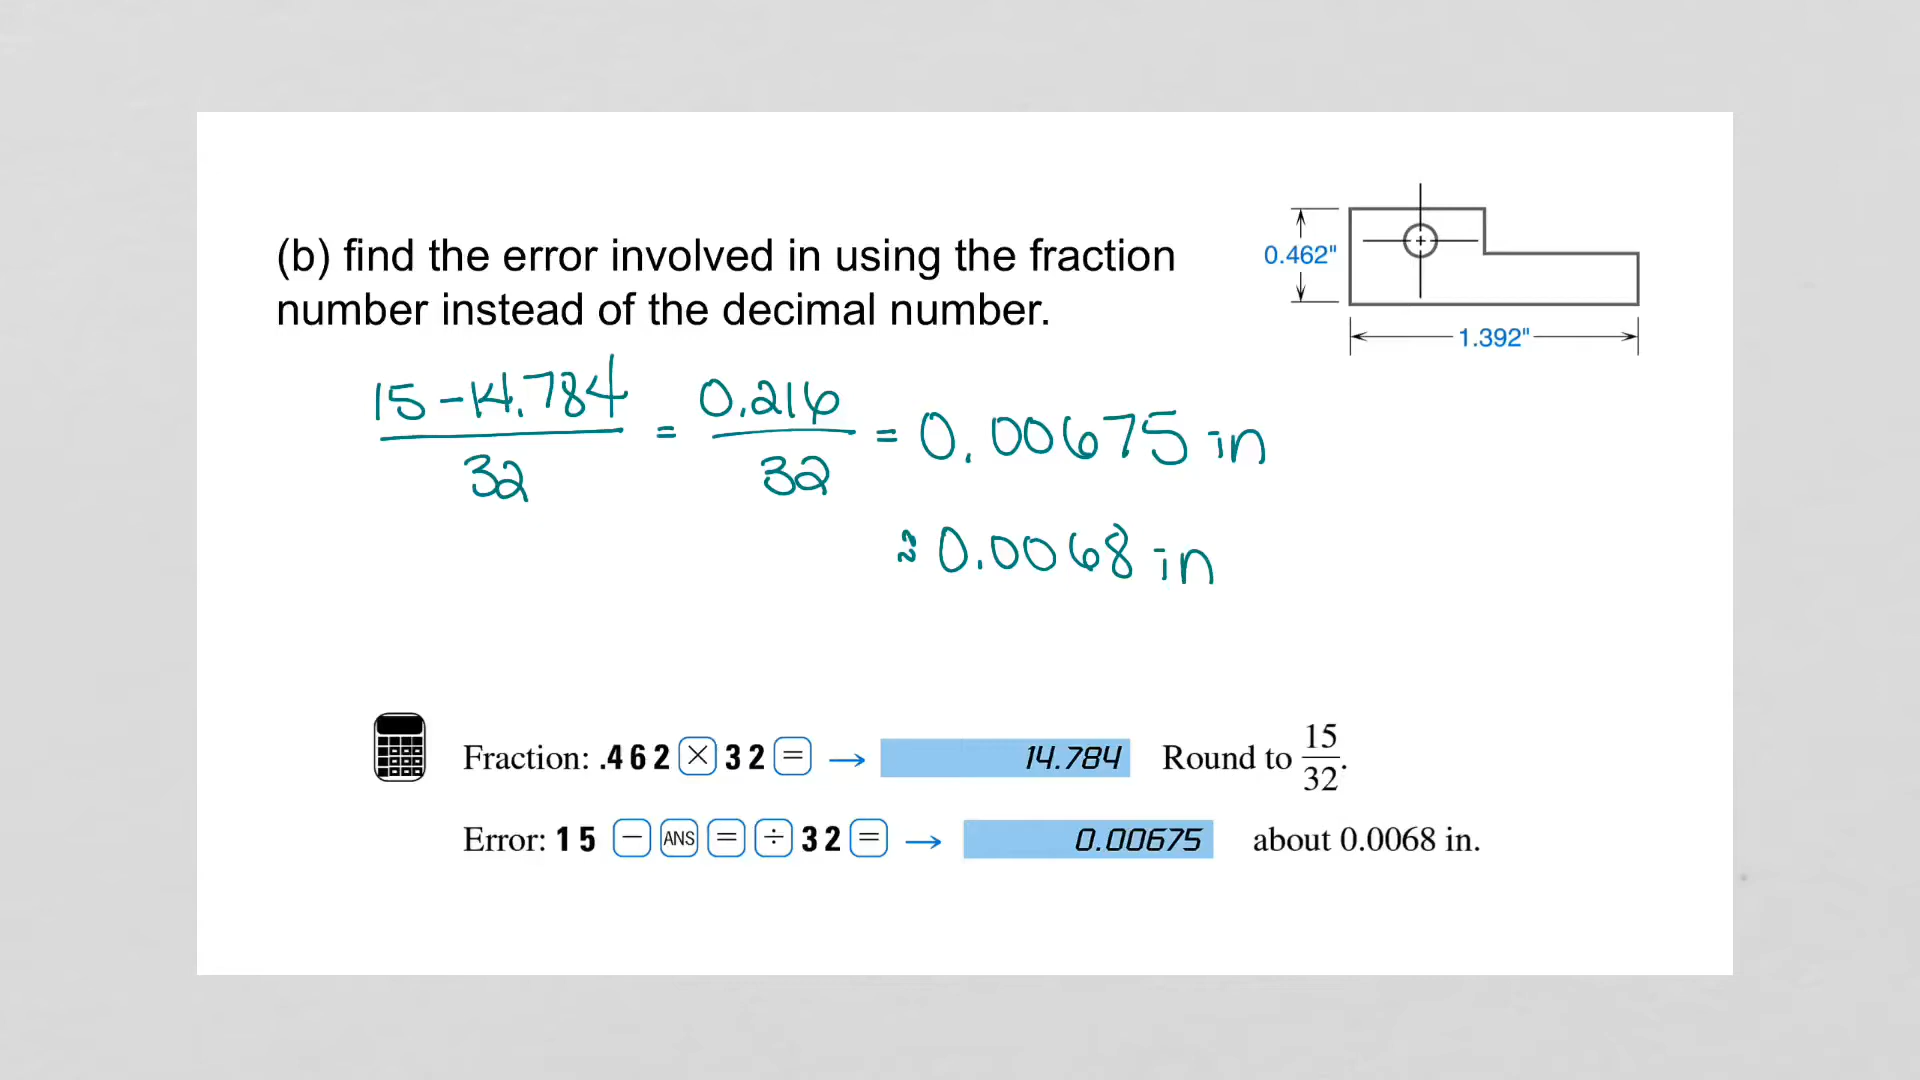 (b) find the error involved in using the fraction
number instead of the decimal number.
0.462"
1.392"
15-14.784/32 = 0.216/32 = 0.00675 in
≈ 0.0068 in
Fraction: .462 × 32 = → 14.784 Round to 15/32.
Error: 15 − ANS = ÷ 32 = → 0.00675 about 0.0068 in.